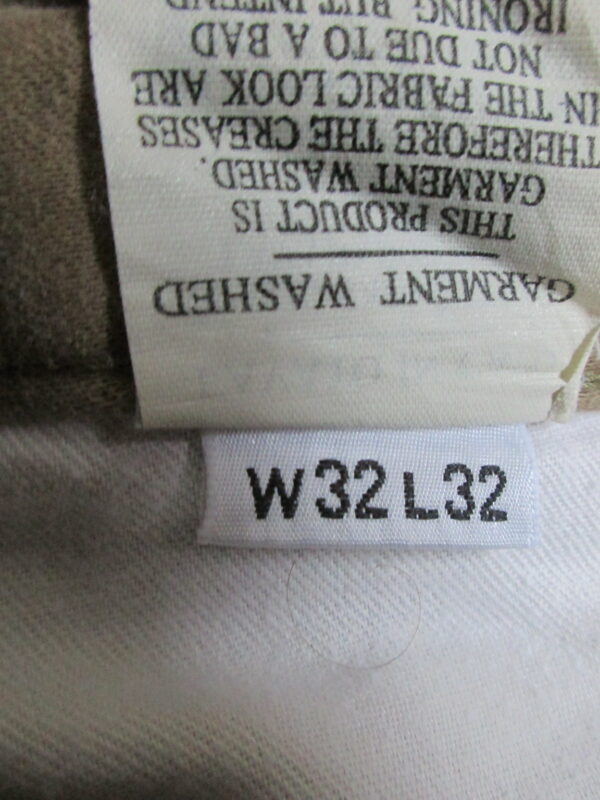 GARMENT WASHED
THIS PRODUCT IS
GARMENT WASHED.
THEREFORE THE CREASES
IN THE FABRIC LOOK ARE
NOT DUE TO A BAD
IRONING BUT INTEND
W32 L32